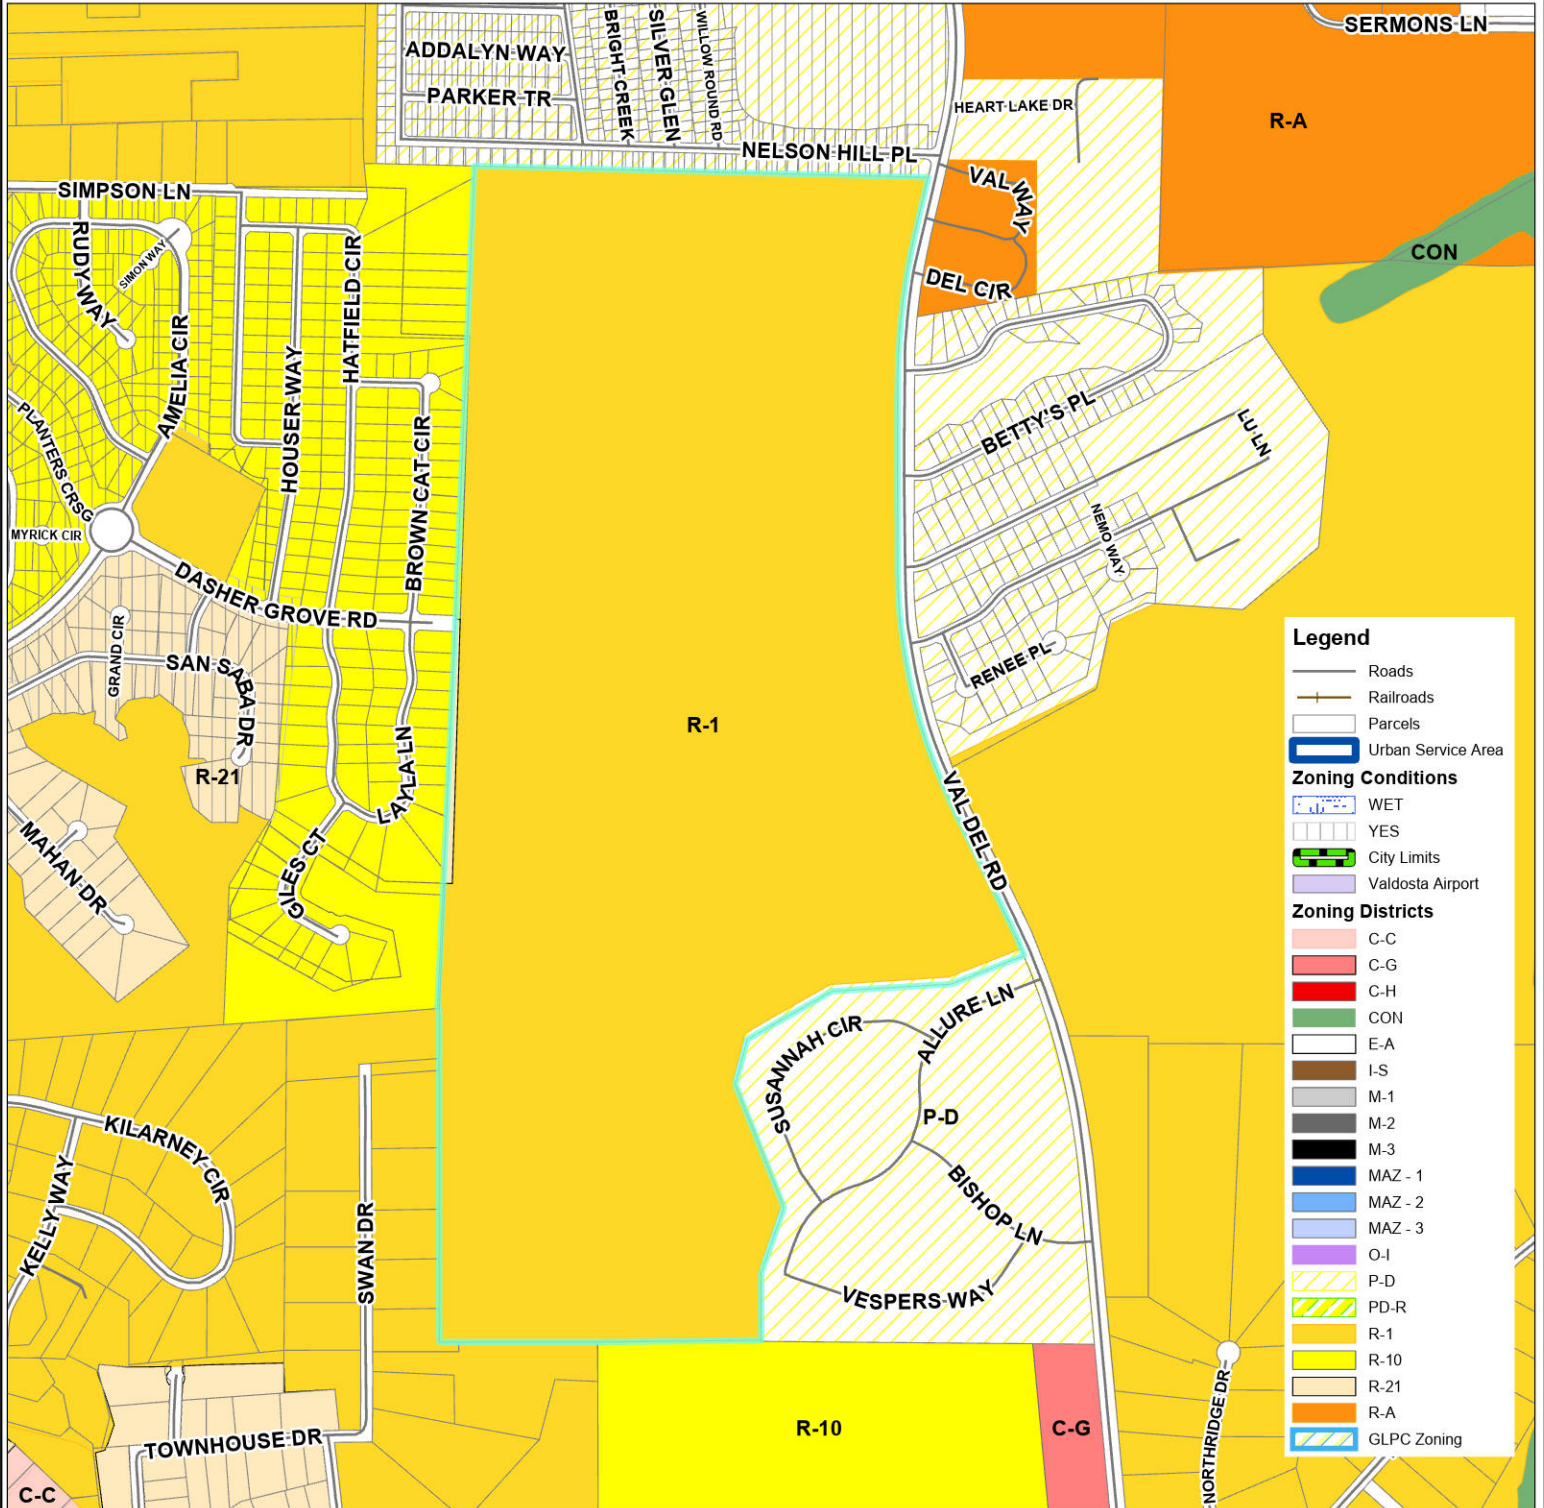 SERMONS LN
ADDALYN WAY
BRIGHT CREEK
SILVER GLEN
WILLOW ROUND RD
PARKER TR
HEART LAKE DR
R-A
NELSON HILL PL
VAL WAY
SIMPSON LN
RUDY WAY
SIMON WAY
HATFIELD CIR
CON
DEL CIR
AMELIA CIR
HOUSER WAY
PLANTERS CRSG
BROWN CAT CIR
BETTY'S PL
LU LN
MYRICK CIR
NEMO WAY
DASHER GROVE RD
GRAND CIR
SAN SABA DR
RENEE PL
R-1
R-21
LAYLA LN
VAL DEL RD
MAHAN DR
GILES CT
ALLURE LN
SUSANNAH CIR
P-D
KILARNEY CIR
KELLY WAY
BISHOP LN
SWAN DR
VESPERS WAY
NORTHRIDGE DR
R-10
C-G
TOWNHOUSE DR
C-C
Legend
Roads
Railroads
Parcels
Urban Service Area
Zoning Conditions
WET
YES
City Limits
Valdosta Airport
Zoning Districts
C-C
C-G
C-H
CON
E-A
I-S
M-1
M-2
M-3
MAZ - 1
MAZ - 2
MAZ - 3
O-I
P-D
PD-R
R-1
R-10
R-21
R-A
GLPC Zoning